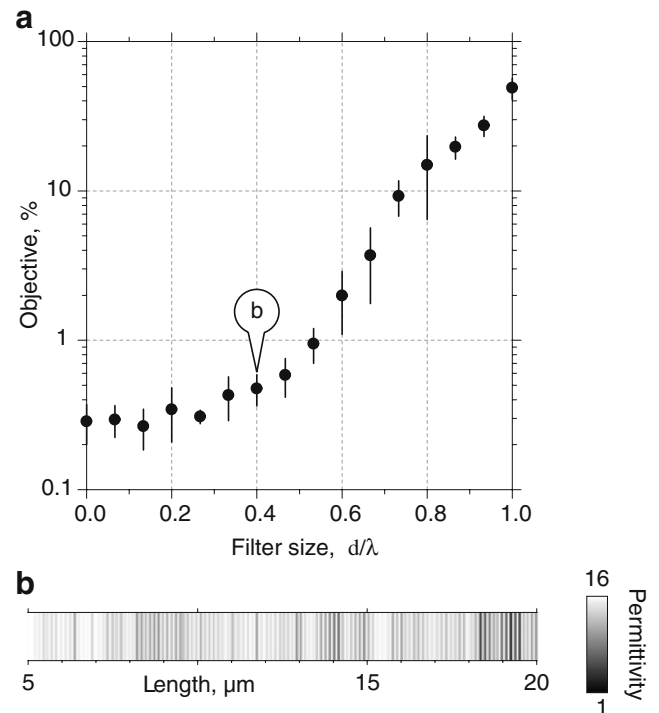 a
100
10
1
0.1
Objective, %
b
0.0 0.2 0.4 0.6 0.8 1.0
Filter size, d/λ
b
5 15 20
Length, μm
16
1
Permittivity